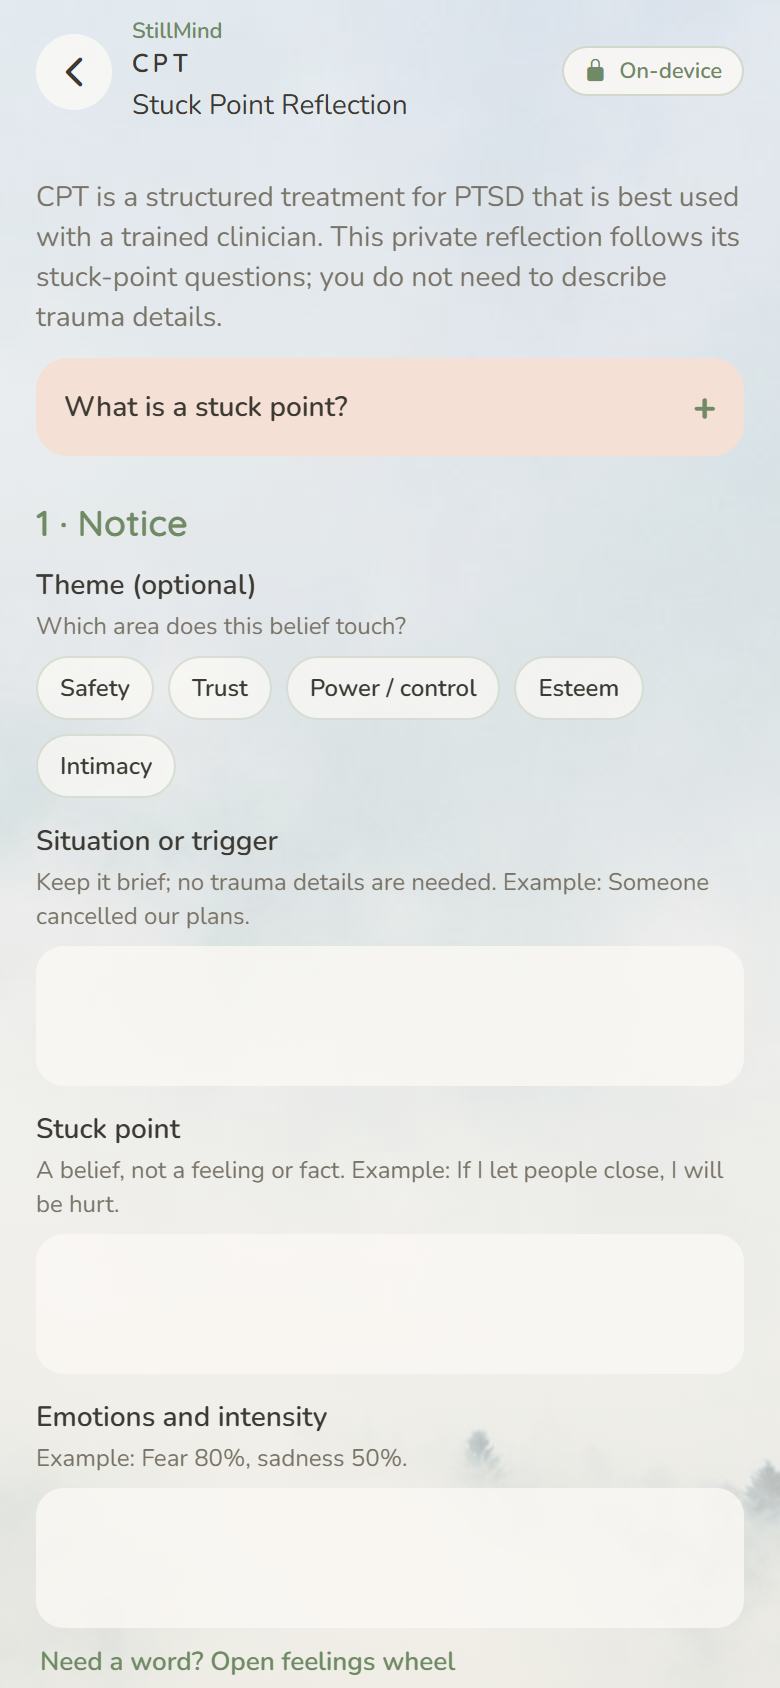 StillMind
CPT
Stuck Point Reflection
On-device
CPT is a structured treatment for PTSD that is best used
with a trained clinician. This private reflection follows its
stuck-point questions; you do not need to describe
trauma details.
What is a stuck point?
+
1 · Notice
Theme (optional)
Which area does this belief touch?
Safety
Trust
Power / control
Esteem
Intimacy
Situation or trigger
Keep it brief; no trauma details are needed. Example: Someone
cancelled our plans.
Stuck point
A belief, not a feeling or fact. Example: If I let people close, I will
be hurt.
Emotions and intensity
Example: Fear 80%, sadness 50%.
Need a word? Open feelings wheel